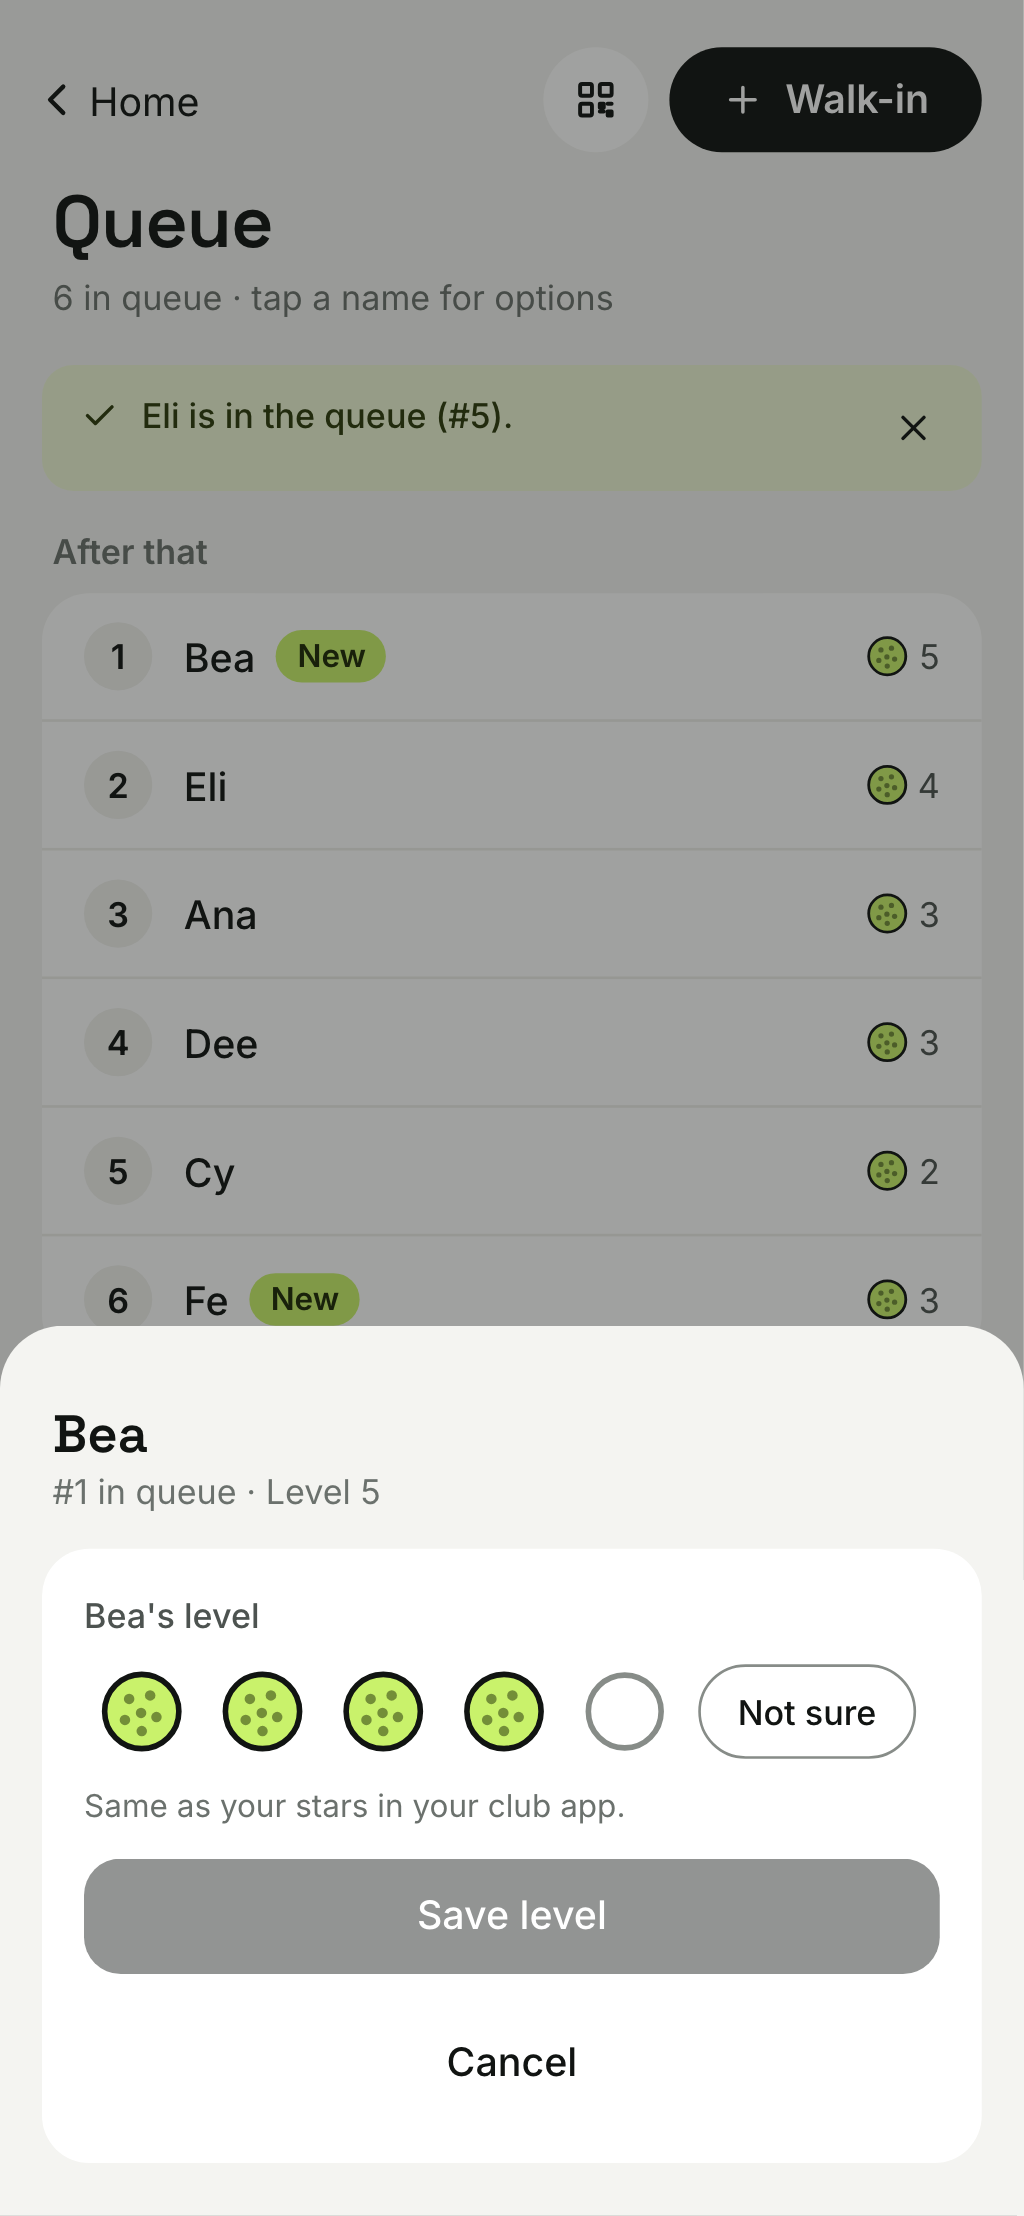 Home
Walk-in
Queue
6 in queue · tap a name for options
Eli is in the queue (#5).
After that
1 Bea New 5
2 Eli 4
3 Ana 3
4 Dee 3
5 Cy 2
6 Fe New 3
Bea
#1 in queue · Level 5
Bea's level
Not sure
Same as your stars in your club app.
Save level
Cancel